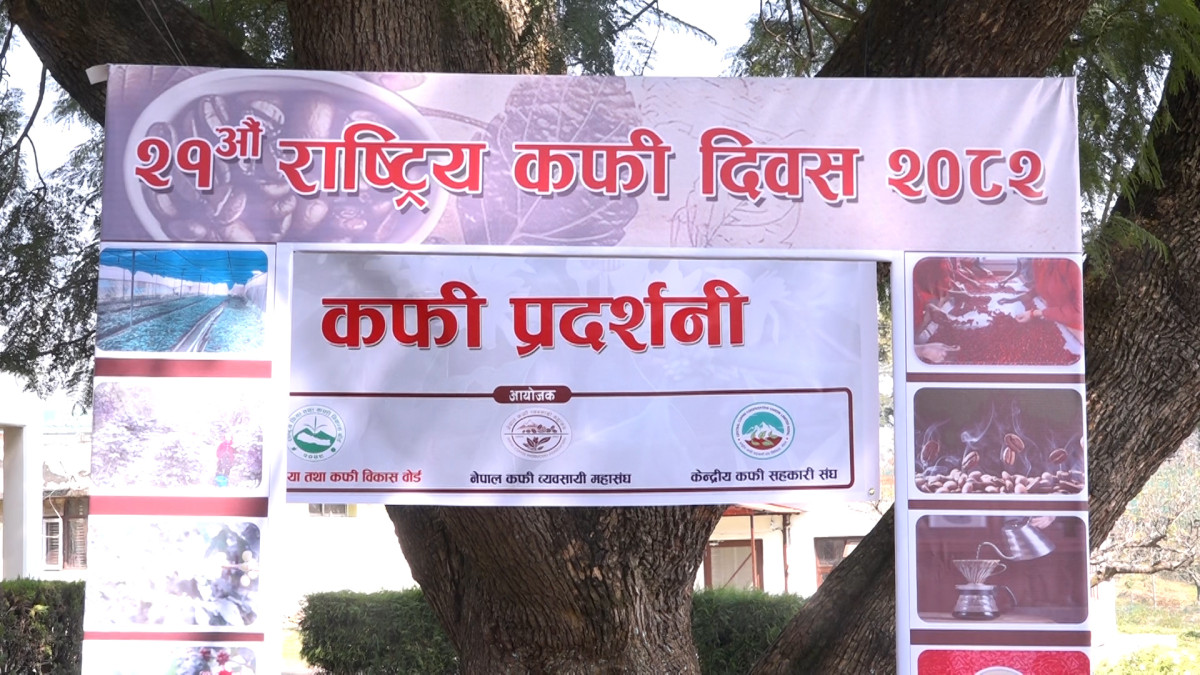 २१औं राष्ट्रिय कफी दिवस २०८२
कफी प्रदर्शनी
आयोजक
या तथा कफी विकास बोर्ड
नेपाल कफी व्यवसायी महासंघ
केन्द्रीय कफी सहकारी संघ